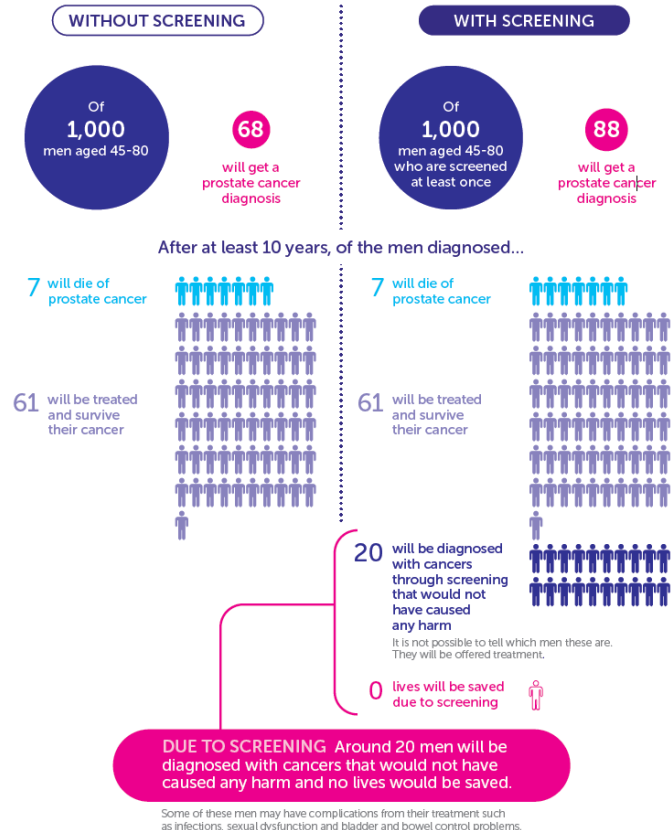 WITHOUT SCREENING
Of
1,000
men aged 45-80
68
will get a
prostate cancer
diagnosis
WITH SCREENING
Of
1,000
men aged 45-80
who are screened
at least once
88
will get a
prostate cancer
diagnosis
After at least 10 years, of the men diagnosed...
7 will die of
prostate cancer
61 will be treated
and survive
their cancer
7 will die of
prostate cancer
61 will be treated
and survive
their cancer
20 will be diagnosed
with cancers
through screening
that would not
have caused
any harm
It is not possible to tell which men these are.
They will be offered treatment.
0 lives will be saved
due to screening
DUE TO SCREENING Around 20 men will be
diagnosed with cancers that would not have
caused any harm and no lives would be saved.
Some of these men may have complications from their treatment such
as infections, sexual dysfunction and bladder and bowel control problems.